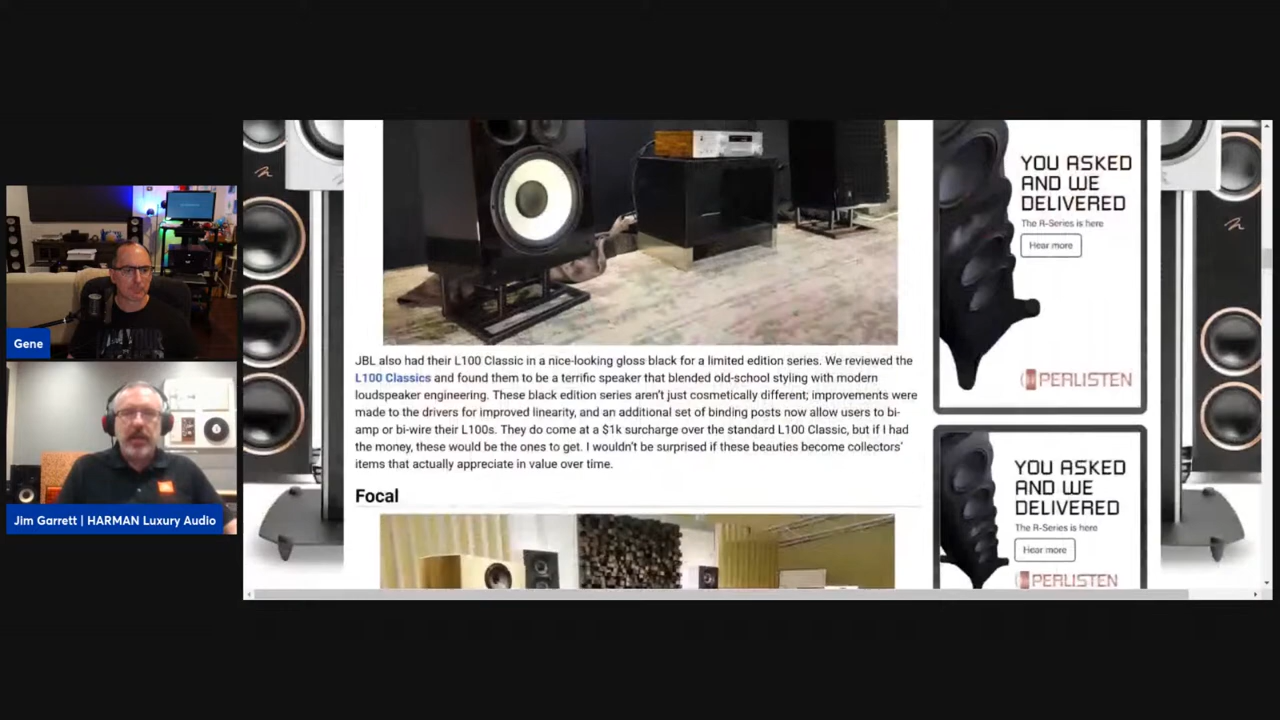 Gene
Jim Garrett | HARMAN Luxury Audio
JBL also had their L100 Classic in a nice-looking gloss black for a limited edition series. We reviewed the
L100 Classics and found them to be a terrific speaker that blended old-school styling with modern
loudspeaker engineering. These black edition series aren't just cosmetically different; improvements were
made to the drivers for improved linearity, and an additional set of binding posts now allow users to bi-
amp or bi-wire their L100s. They do come at a $1k surcharge over the standard L100 Classic, but if I had
the money, these would be the ones to get. I wouldn't be surprised if these beauties become collectors'
items that actually appreciate in value over time.
Focal
YOU ASKED
AND WE
DELIVERED
The R-Series is here
Hear more
PERLISTEN
YOU ASKED
AND WE
DELIVERED
The R-Series is here
Hear more
PERLISTEN